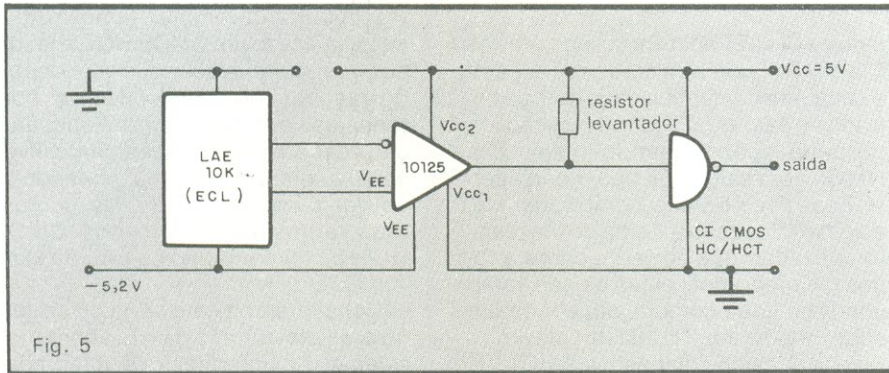 Vcc=5V
resistor
levantador
Vcc₂
LAE
10K
(ECL)
10125
VEE
Vcc₁
saída
VEE
CI CMOS
HC/HCT
−5,2V
Fig. 5